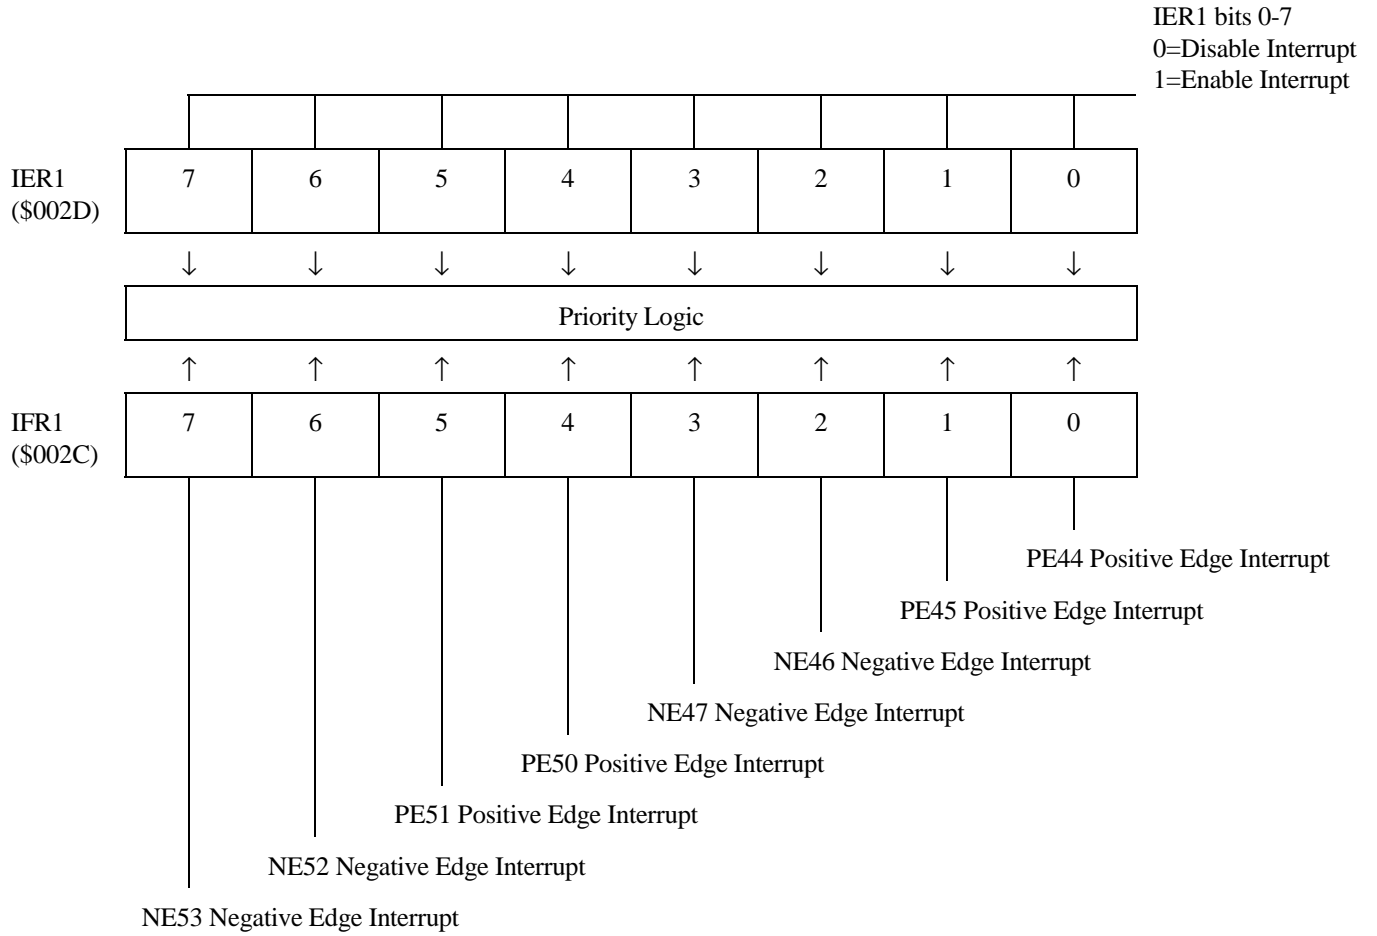 IER1 bits 0-7
0=Disable Interrupt
1=Enable Interrupt
IER1
($002D)
7 6 5 4 3 2 1 0
↓ ↓ ↓ ↓ ↓ ↓ ↓ ↓
Priority Logic
↑ ↑ ↑ ↑ ↑ ↑ ↑ ↑
IFR1
($002C)
7 6 5 4 3 2 1 0
PE44 Positive Edge Interrupt
PE45 Positive Edge Interrupt
NE46 Negative Edge Interrupt
NE47 Negative Edge Interrupt
PE50 Positive Edge Interrupt
PE51 Positive Edge Interrupt
NE52 Negative Edge Interrupt
NE53 Negative Edge Interrupt